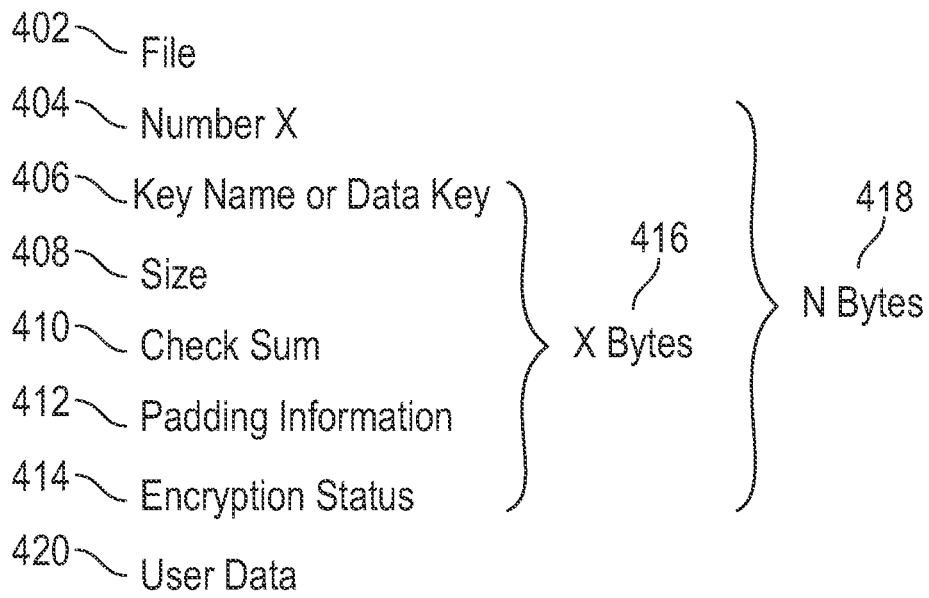 402 File
404 Number X
406 Key Name or Data Key
418
408 Size
416
N Bytes
410 Check Sum
X Bytes
412 Padding Information
414 Encryption Status
420 User Data